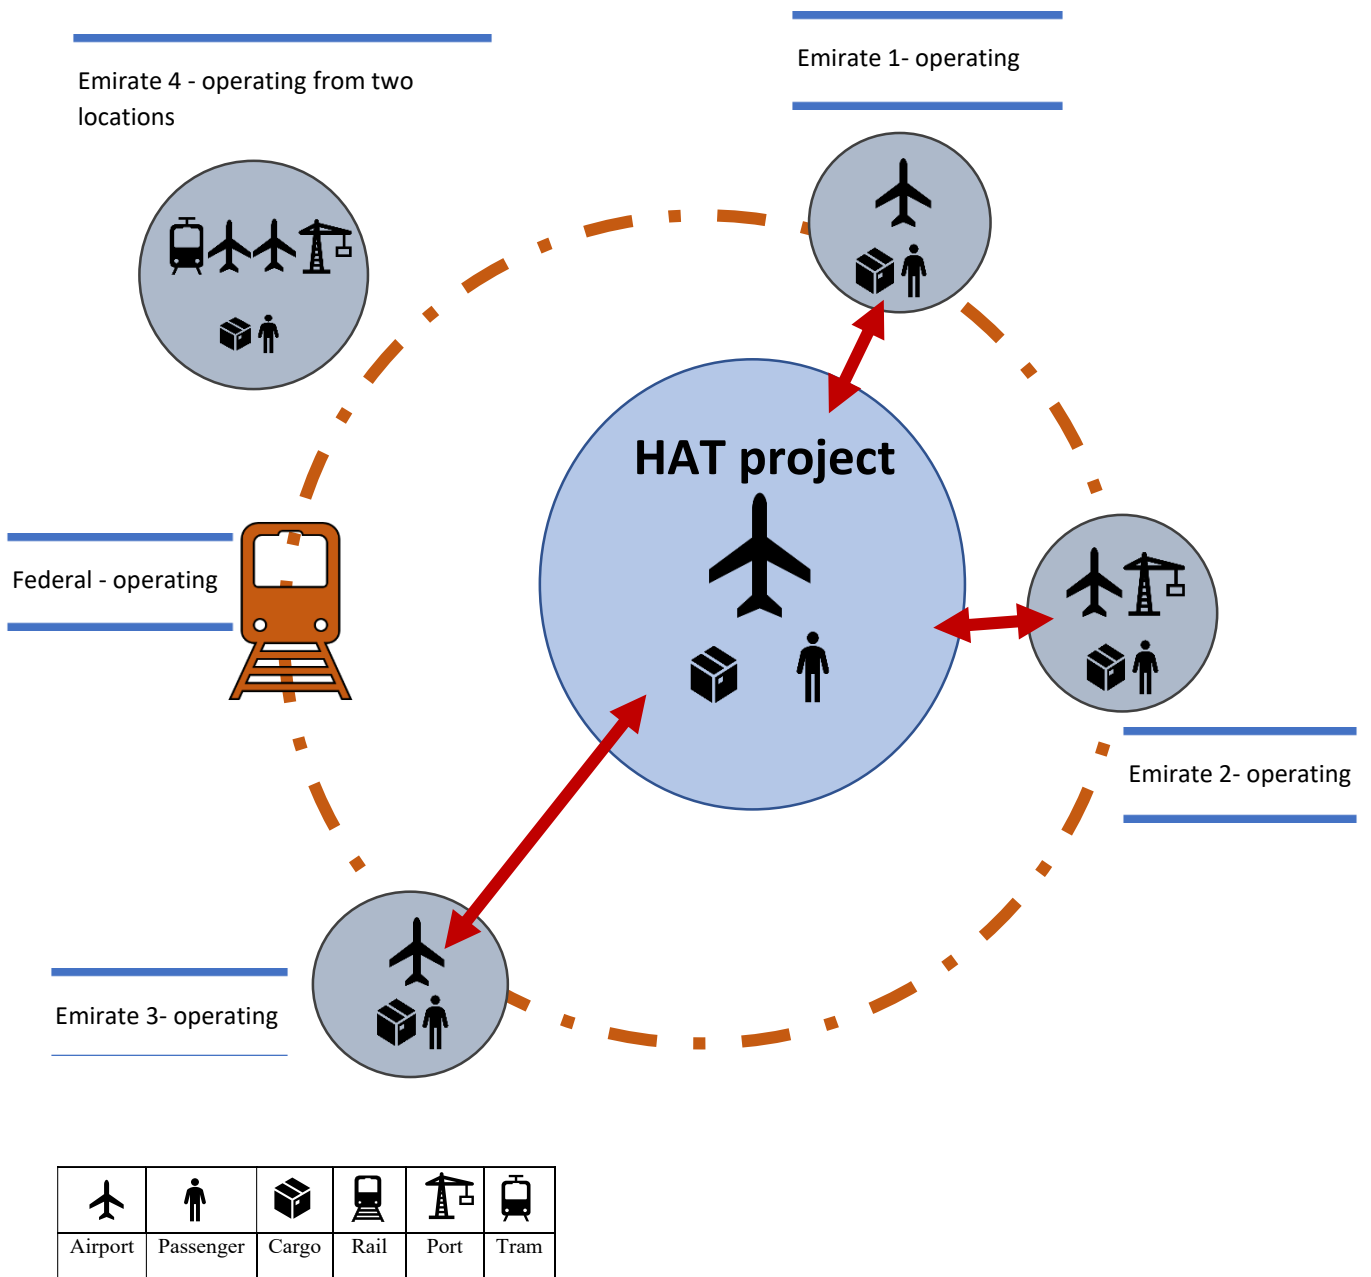 Emirate 4 - operating from two
locations
Emirate 1- operating
HAT project
Federal - operating
Emirate 2- operating
Emirate 3- operating
Airport Passenger Cargo Rail Port Tram